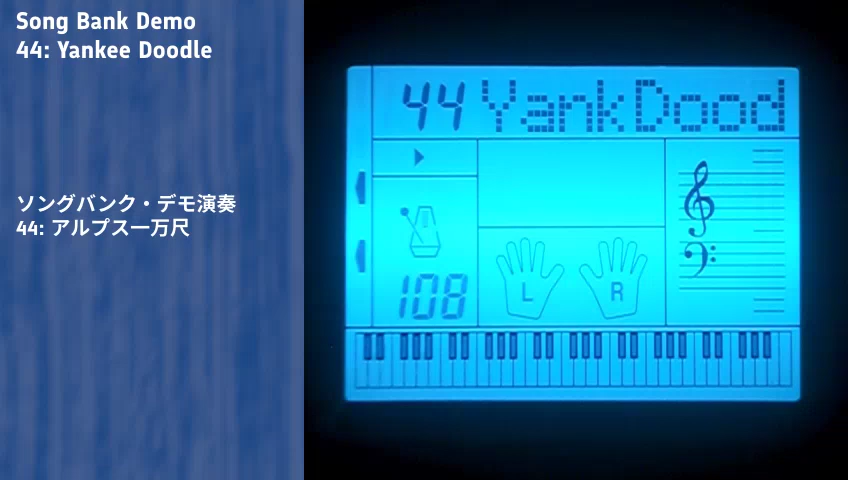 Song Bank Demo
44: Yankee Doodle
ソングバンク・デモ演奏
44: アルプス一万尺
44 YankDood
108
L R